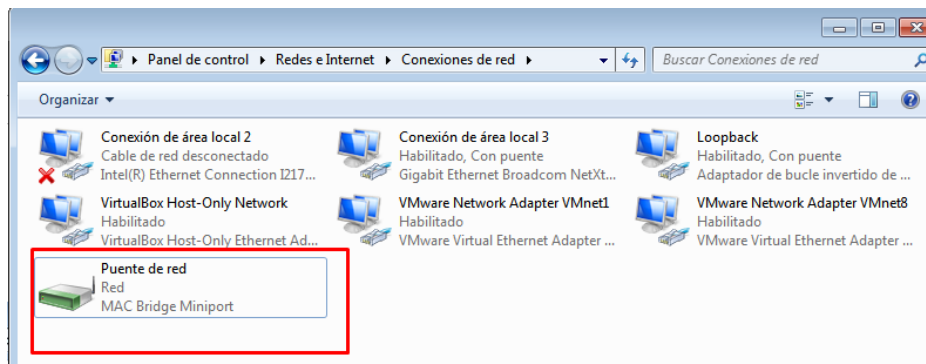 Panel de control ▸ Redes e Internet ▸ Conexiones de red ▸
Buscar Conexiones de red
Organizar
Conexión de área local 2
Cable de red desconectado
Intel(R) Ethernet Connection I217...
Conexión de área local 3
Habilitado, Con puente
Gigabit Ethernet Broadcom NetXt...
Loopback
Habilitado, Con puente
Adaptador de bucle invertido de ...
VirtualBox Host-Only Network
Habilitado
VirtualBox Host-Only Ethernet Ad...
VMware Network Adapter VMnet1
Habilitado
VMware Virtual Ethernet Adapter ...
VMware Network Adapter VMnet8
Habilitado
VMware Virtual Ethernet Adapter ...
Puente de red
Red
MAC Bridge Miniport